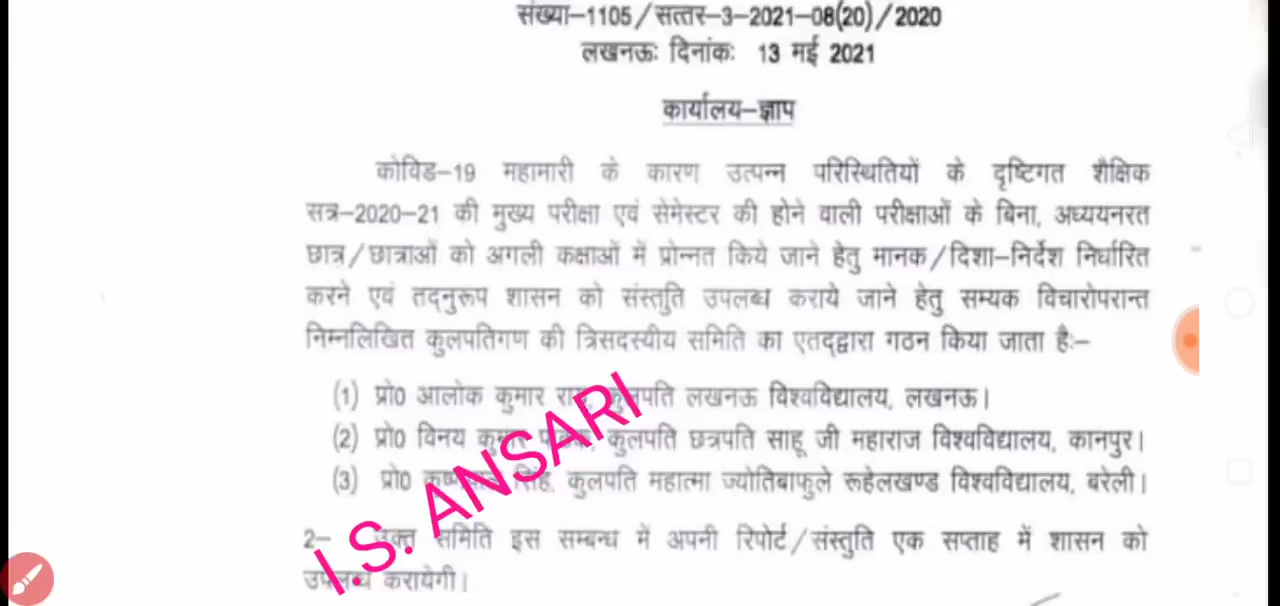 संख्या-1105/सत्तर-3-2021-08(20)/2020
लखनऊः दिनांकः 13 मई 2021
कार्यालय-ज्ञाप
कोविड-19 महामारी के कारण उत्पन्न परिस्थितियों के दृष्टिगत शैक्षिक
सत्र-2020-21 की मुख्य परीक्षा एवं सेमेस्टर की होने वाली परीक्षाओं के बिना, अध्ययनरत
छात्र/छात्राओं को अगली कक्षाओं में प्रोन्नत किये जाने हेतु मानक/दिशा-निर्देश निर्धारित
करने एवं तद्नुरूप शासन को संस्तुति उपलब्ध कराये जाने हेतु सम्यक विचारोपरान्त
निम्नलिखित कुलपतिगण की त्रिसदस्यीय समिति का एतद्द्वारा गठन किया जाता हैः-
(1) प्रो0 आलोक कुमार कुलपति लखनऊ विश्वविद्यालय, लखनऊ।
(2) प्रो0 विनय कुमार कुलपति छत्रपति साहू जी महाराज विश्वविद्यालय, कानपुर।
(3) प्रो0 सिंह, कुलपति महात्मा ज्योतिबाफुले रूहेलखण्ड विश्वविद्यालय, बरेली।
2- उक्त समिति इस सम्बन्ध में अपनी रिपोर्ट/संस्तुति एक सप्ताह में शासन को
उपलब्ध करायेगी।
I.S. ANSARI